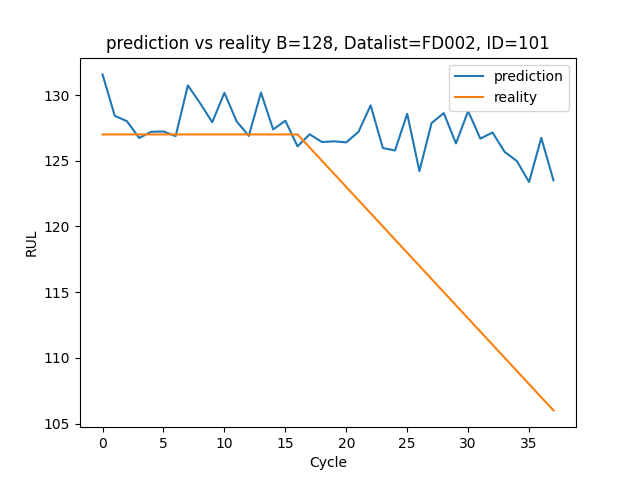 prediction vs reality B=128, Datalist=FD002, ID=101
prediction
reality
130
125
120
115
110
105
RUL
0 5 10 15 20 25 30 35
Cycle